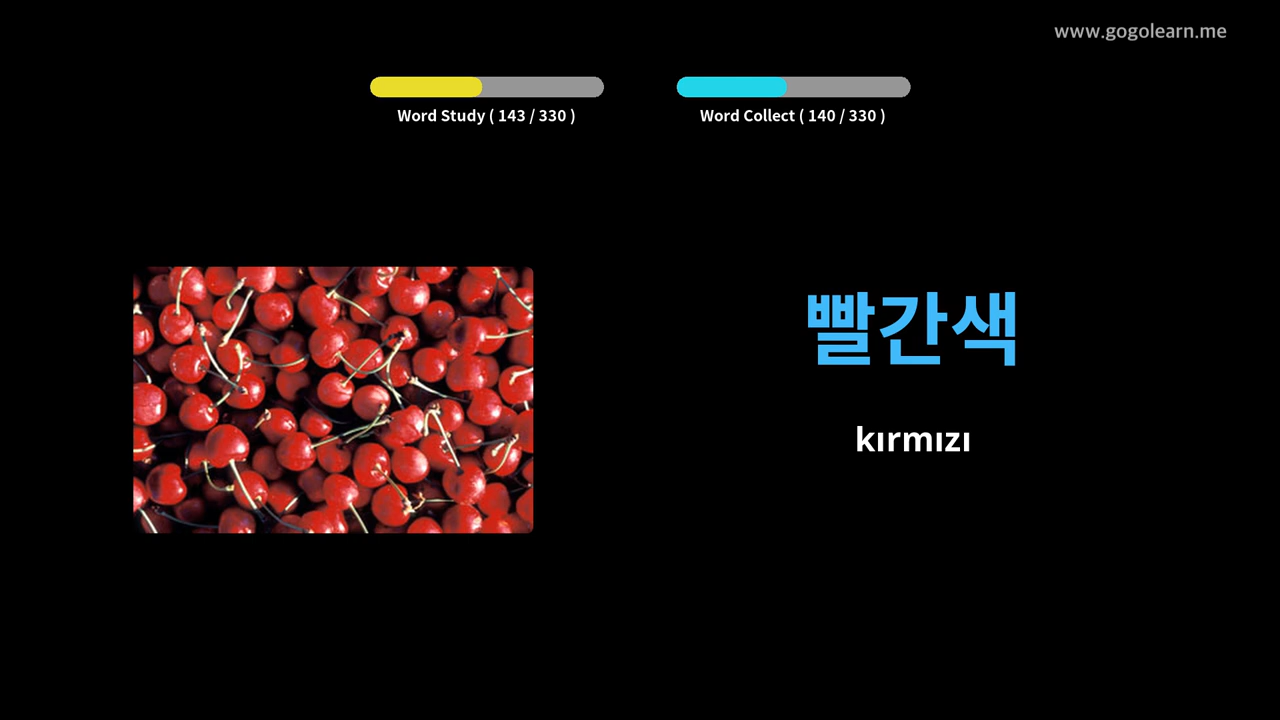 www.gogolearn.me
Word Study ( 143 / 330 )
Word Collect ( 140 / 330 )
빨간색
kırmızı